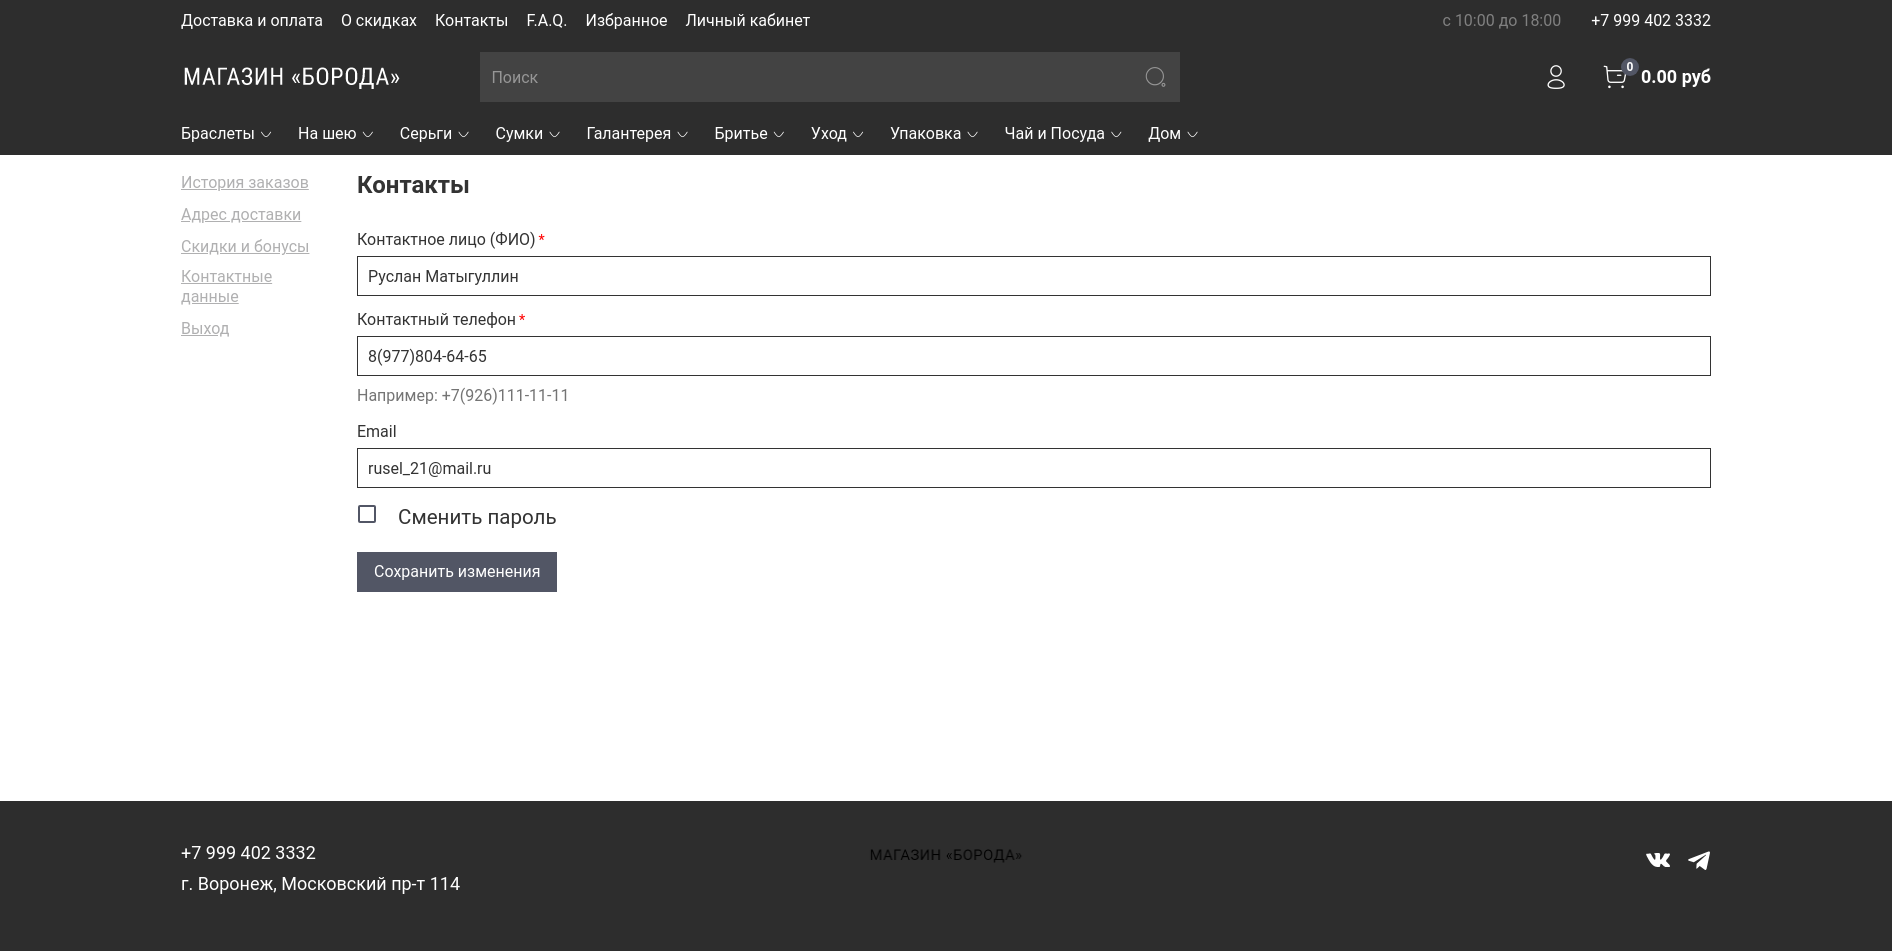 Доставка и оплата О скидках Контакты F.A.Q. Избранное Личный кабинет с 10:00 до 18:00 +7 999 402 3332
МАГАЗИН «БОРОДА» Поиск 0 0.00 руб
Браслеты На шею Серьги Сумки Галантерея Бритье Уход Упаковка Чай и Посуда Дом
История заказов
Адрес доставки
Скидки и бонусы
Контактные
данные
Выход
Контакты
Контактное лицо (ФИО) *
Руслан Матыгуллин
Контактный телефон *
8(977)804-64-65
Например: +7(926)111-11-11
Email
rusel_21@mail.ru
Сменить пароль
Сохранить изменения
+7 999 402 3332
г. Воронеж, Московский пр-т 114
МАГАЗИН «БОРОДА»